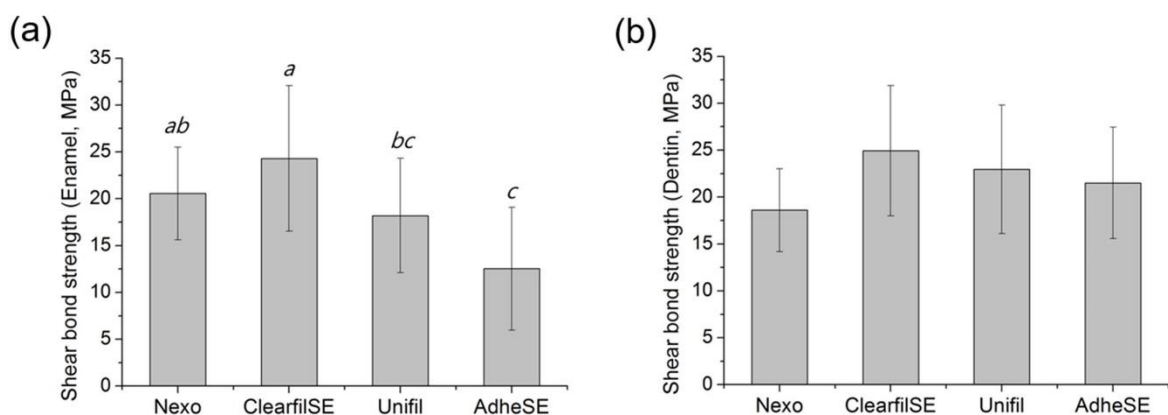 (a)
Shear bond strength (Enamel, MPa)
35
30
25
20
15
10
5
0
ab
a
bc
c
Nexo ClearfilSE Unifil AdheSE
(b)
Shear bond strength (Dentin, MPa)
35
30
25
20
15
10
5
0
Nexo ClearfilSE Unifil AdheSE